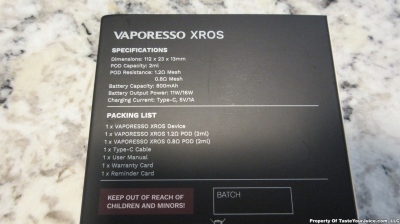 VAPORESSO XROS
SPECIFICATIONS
Dimensions: 112 x 23 x 13mm
POD Capacity: 2ml
POD Resistance: 1.2Ω Mesh
0.8Ω Mesh
Battery Capacity: 800mAh
Battery Output Power: 11W/16W
Charging Current: Type-C, 5V/1A
PACKING LIST
1 x VAPORESSO XROS Device
1 x VAPORESSO XROS 1.2Ω POD (2ml)
1 x VAPORESSO XROS 0.8Ω POD (2ml)
1 x Type-C Cable
1 x User Manual
1 x Warranty Card
1 x Reminder Card
KEEP OUT OF REACH OF
CHILDREN AND MINORS!
BATCH
Property Of TasteYourJuice.com, LLC